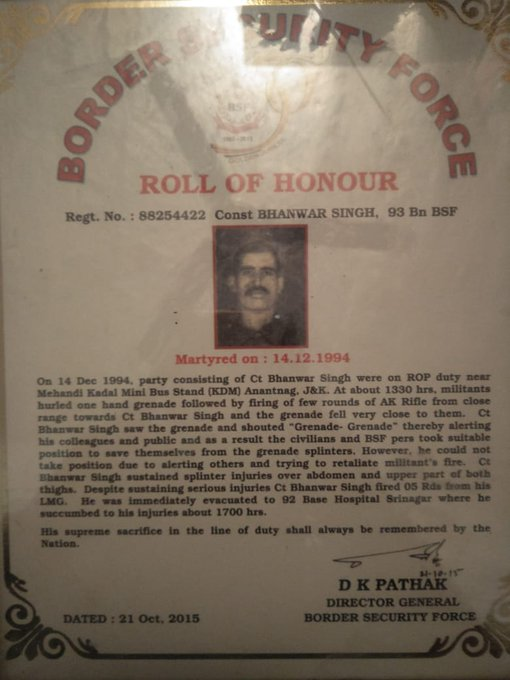 BORDER SECURITY FORCE
BSF
ROLL OF HONOUR
Regt. No. : 88254422 Const BHANWAR SINGH, 93 Bn BSF
Martyred on : 14.12.1994
On 14 Dec 1994, party consisting of Ct Bhanwar Singh were on ROP duty near
Mehandi Kadal Mini Bus Stand (KDM) Anantnag, J&K. At about 1330 hrs, militants
hurled one hand grenade followed by firing of few rounds of AK Rifle from close
range towards Ct Bhanwar Singh and the grenade fell very close to them. Ct
Bhanwar Singh saw the grenade and shouted "Grenade- Grenade" thereby alerting
his colleagues and public and as a result the civilians and BSF pers took suitable
position to save themselves from the grenade splinters. However, he could not
take position due to alerting others and trying to retaliate militant's fire. Ct
Bhanwar Singh sustained splinter injuries over abdomen and upper part of both
thighs. Despite sustaining serious injuries Ct Bhanwar Singh fired 05 Rds from his
LMG. He was immediately evacuated to 92 Base Hospital Srinagar where he
succumbed to his injuries about 1700 hrs.
His supreme sacrifice in the line of duty shall always be remembered by the
Nation.
21-10-15
D K PATHAK
DIRECTOR GENERAL
DATED : 21 Oct, 2015 BORDER SECURITY FORCE